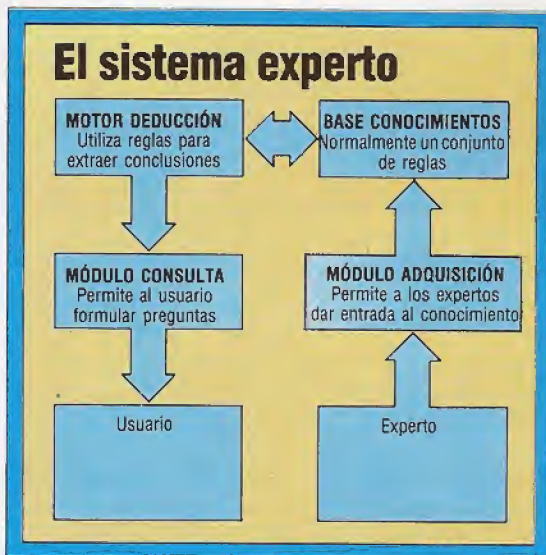 El sistema experto
MOTOR DEDUCCIÓN
Utiliza reglas para
extraer conclusiones
BASE CONOCIMIENTOS
Normalmente un conjunto
de reglas
MÓDULO CONSULTA
Permite al usuario
formular preguntas
MÓDULO ADQUISICIÓN
Permite a los expertos
dar entrada al conocimiento
Usuario
Experto